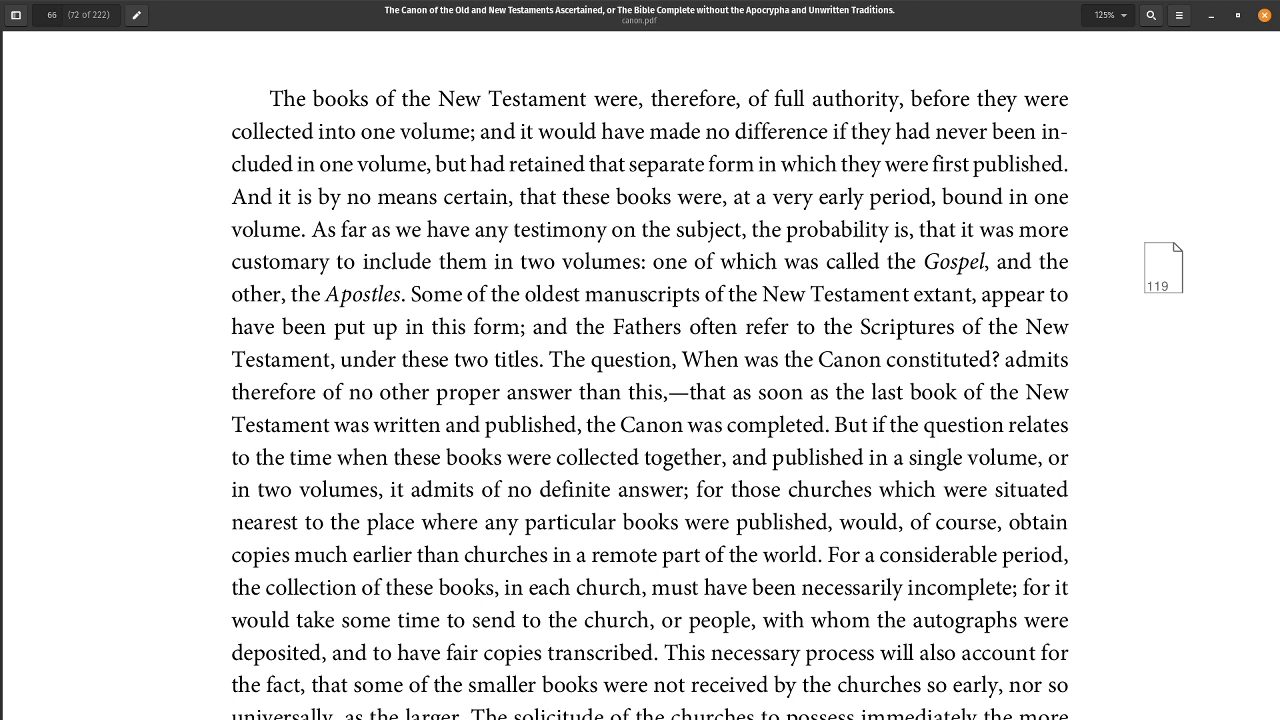 66 (72 of 222)
The Canon of the Old and New Testaments Ascertained, or The Bible Complete without the Apocrypha and Unwritten Traditions.
canon.pdf
125%
The books of the New Testament were, therefore, of full authority, before they were
collected into one volume; and it would have made no difference if they had never been in-
cluded in one volume, but had retained that separate form in which they were first published.
And it is by no means certain, that these books were, at a very early period, bound in one
volume. As far as we have any testimony on the subject, the probability is, that it was more
customary to include them in two volumes: one of which was called the Gospel, and the
other, the Apostles. Some of the oldest manuscripts of the New Testament extant, appear to
have been put up in this form; and the Fathers often refer to the Scriptures of the New
Testament, under these two titles. The question, When was the Canon constituted? admits
therefore of no other proper answer than this,—that as soon as the last book of the New
Testament was written and published, the Canon was completed. But if the question relates
to the time when these books were collected together, and published in a single volume, or
in two volumes, it admits of no definite answer; for those churches which were situated
nearest to the place where any particular books were published, would, of course, obtain
copies much earlier than churches in a remote part of the world. For a considerable period,
the collection of these books, in each church, must have been necessarily incomplete; for it
would take some time to send to the church, or people, with whom the autographs were
deposited, and to have fair copies transcribed. This necessary process will also account for
the fact, that some of the smaller books were not received by the churches so early, nor so
universally, as the larger. The solicitude of the churches to possess immediately the more
119